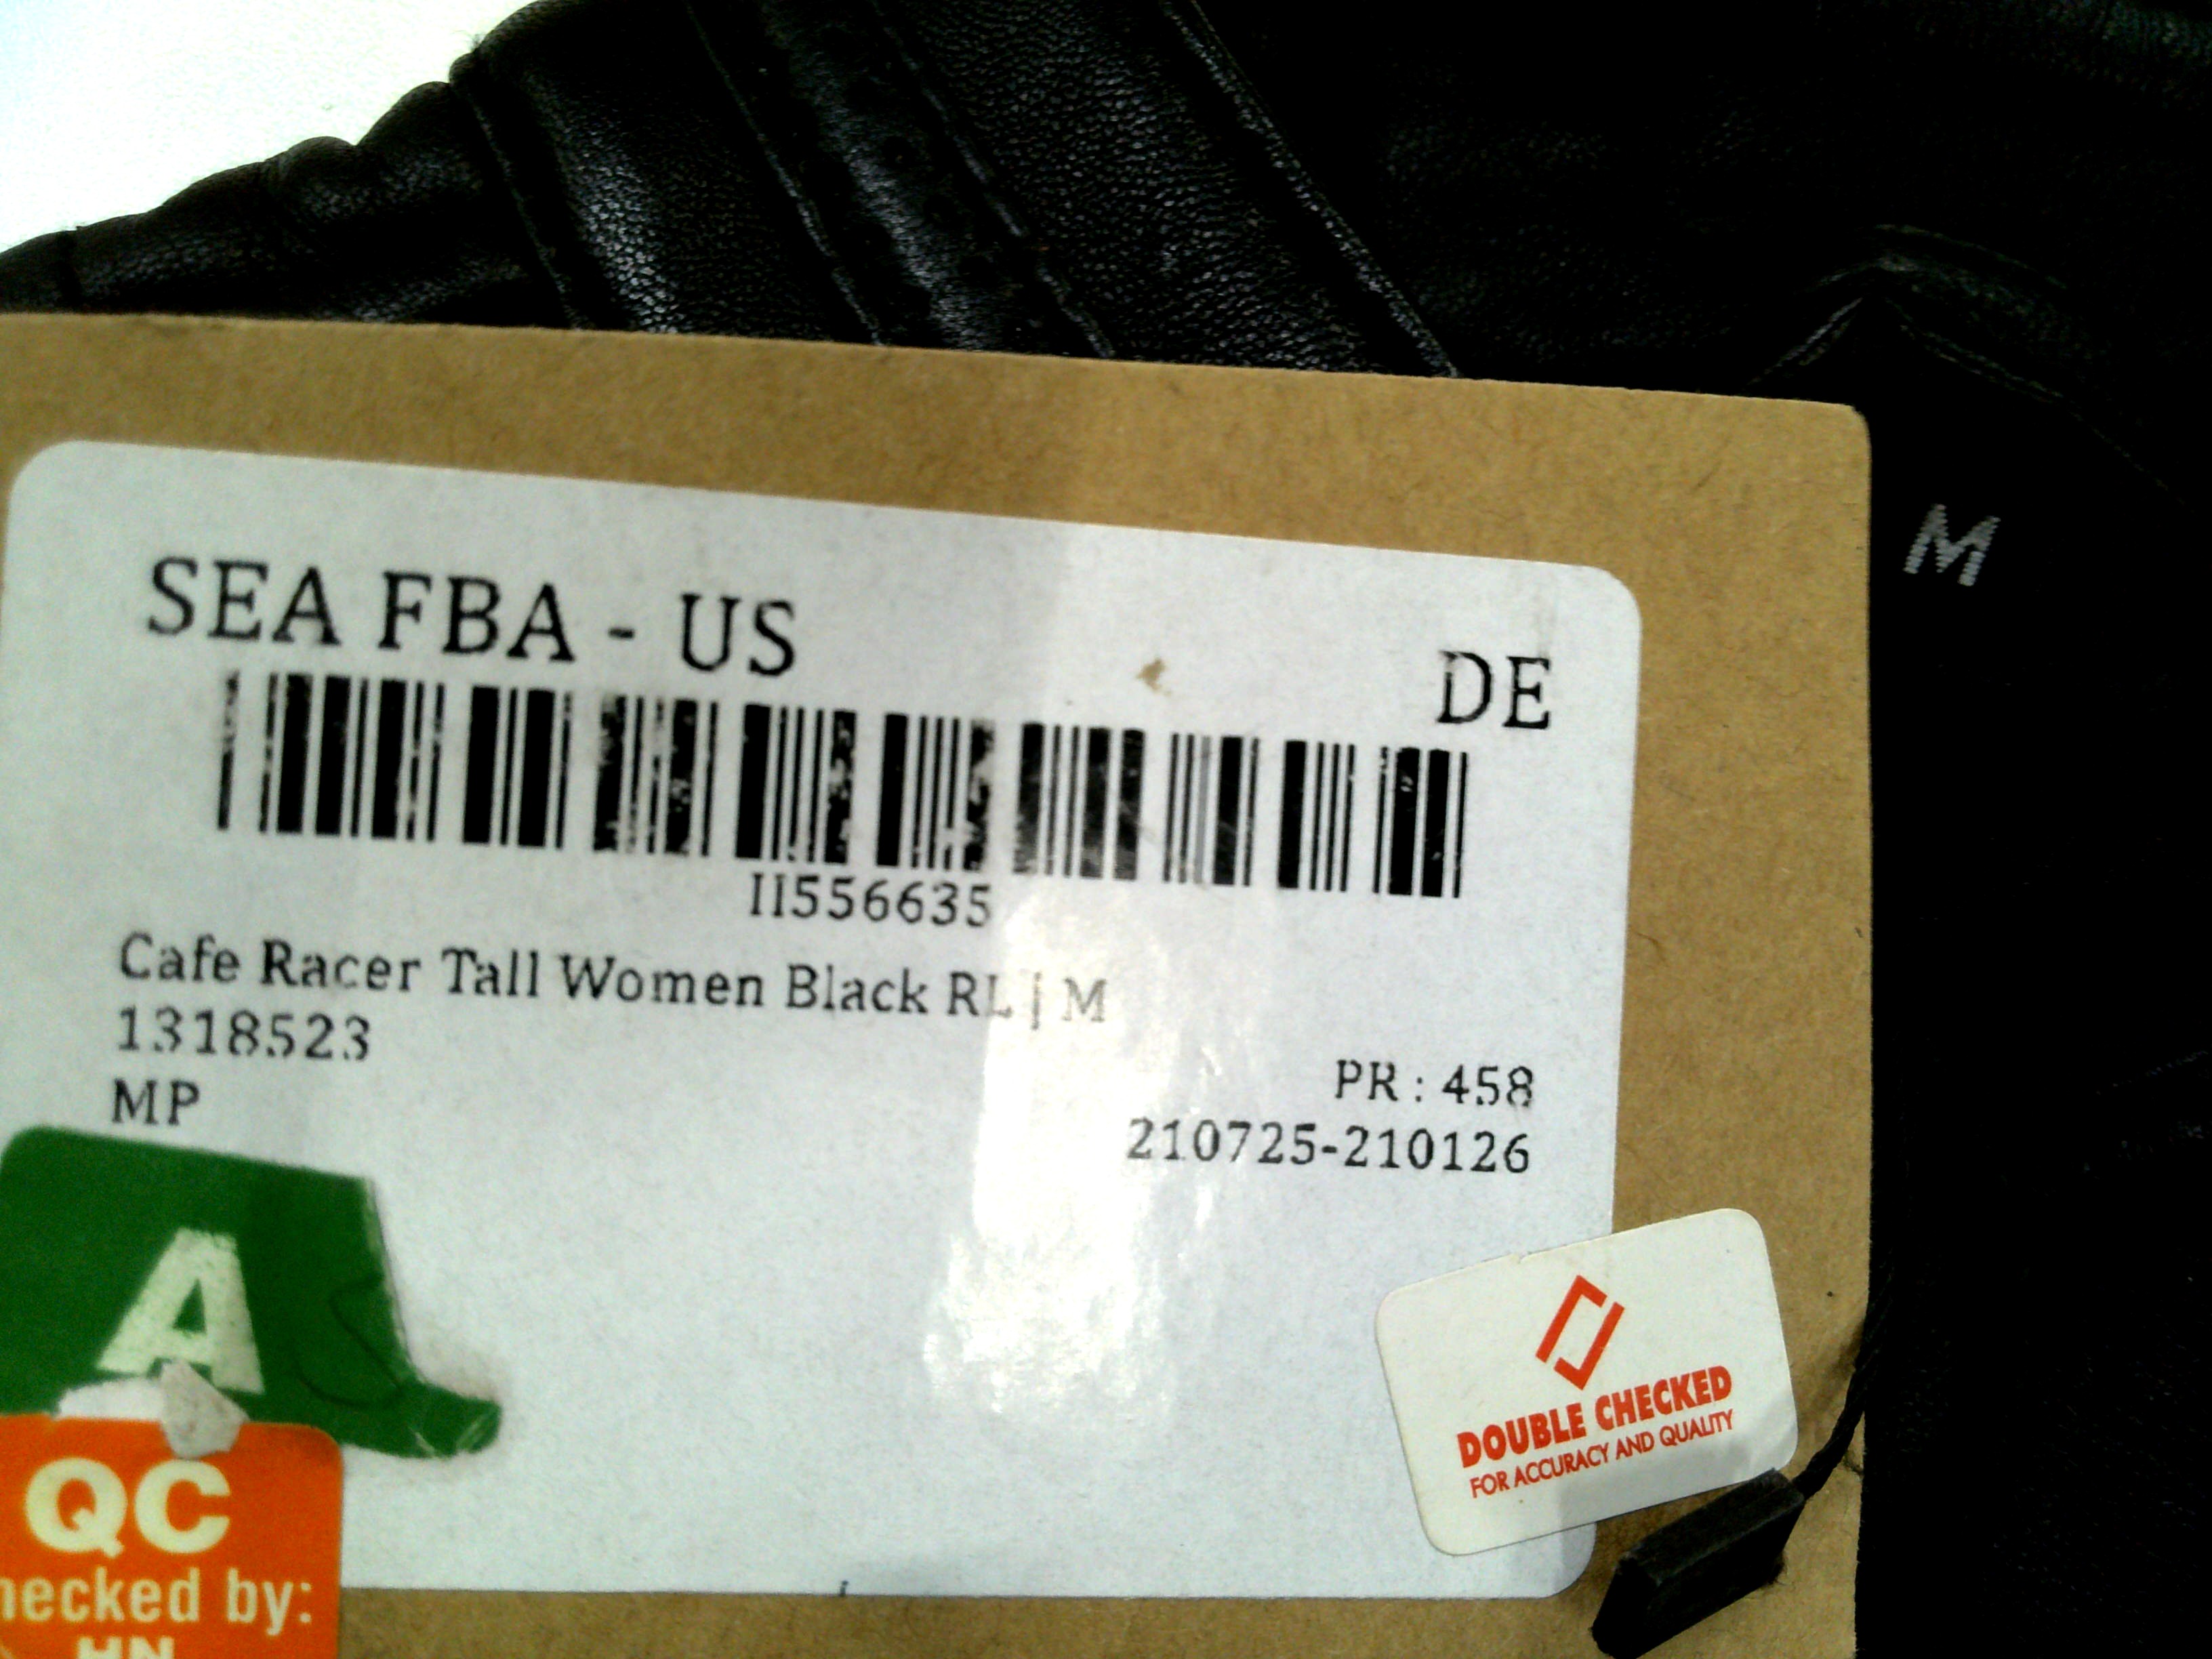 M
SEA FBA - US
DE
II556635
Cafe Racer Tall Women Black RL | M
1318523
PR : 458
MP
210725-210126
A
DOUBLE CHECKED
FOR ACCURACY AND QUALITY
QC
hecked by:
HN